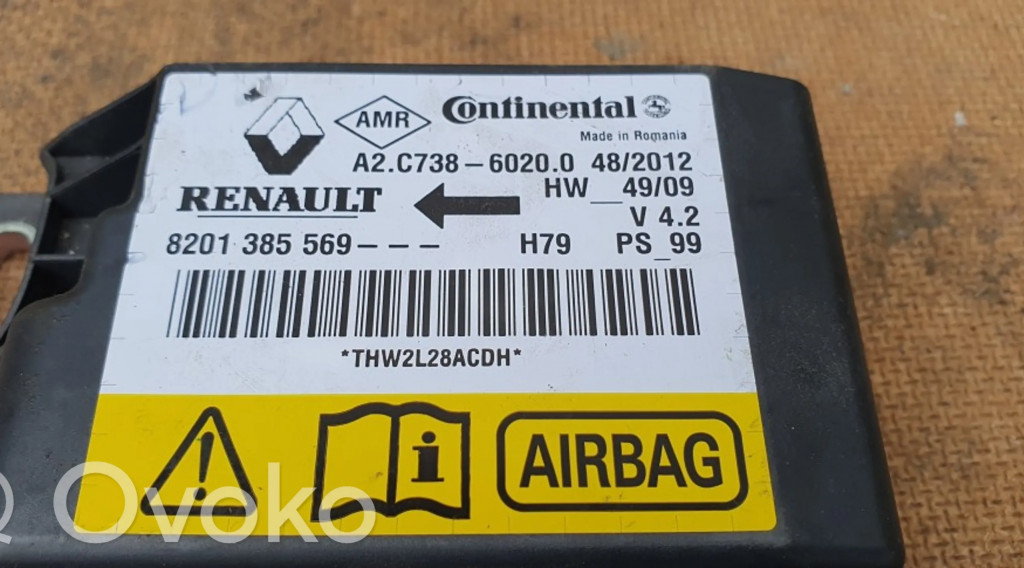 AMR Continental
Made in Romania
A2.C738-6020.0 48/2012
RENAULT HW__49/09
V 4.2
8201 385 569--- H79 PS_99
*THW2L28ACDH*
! i AIRBAG
Ovoko